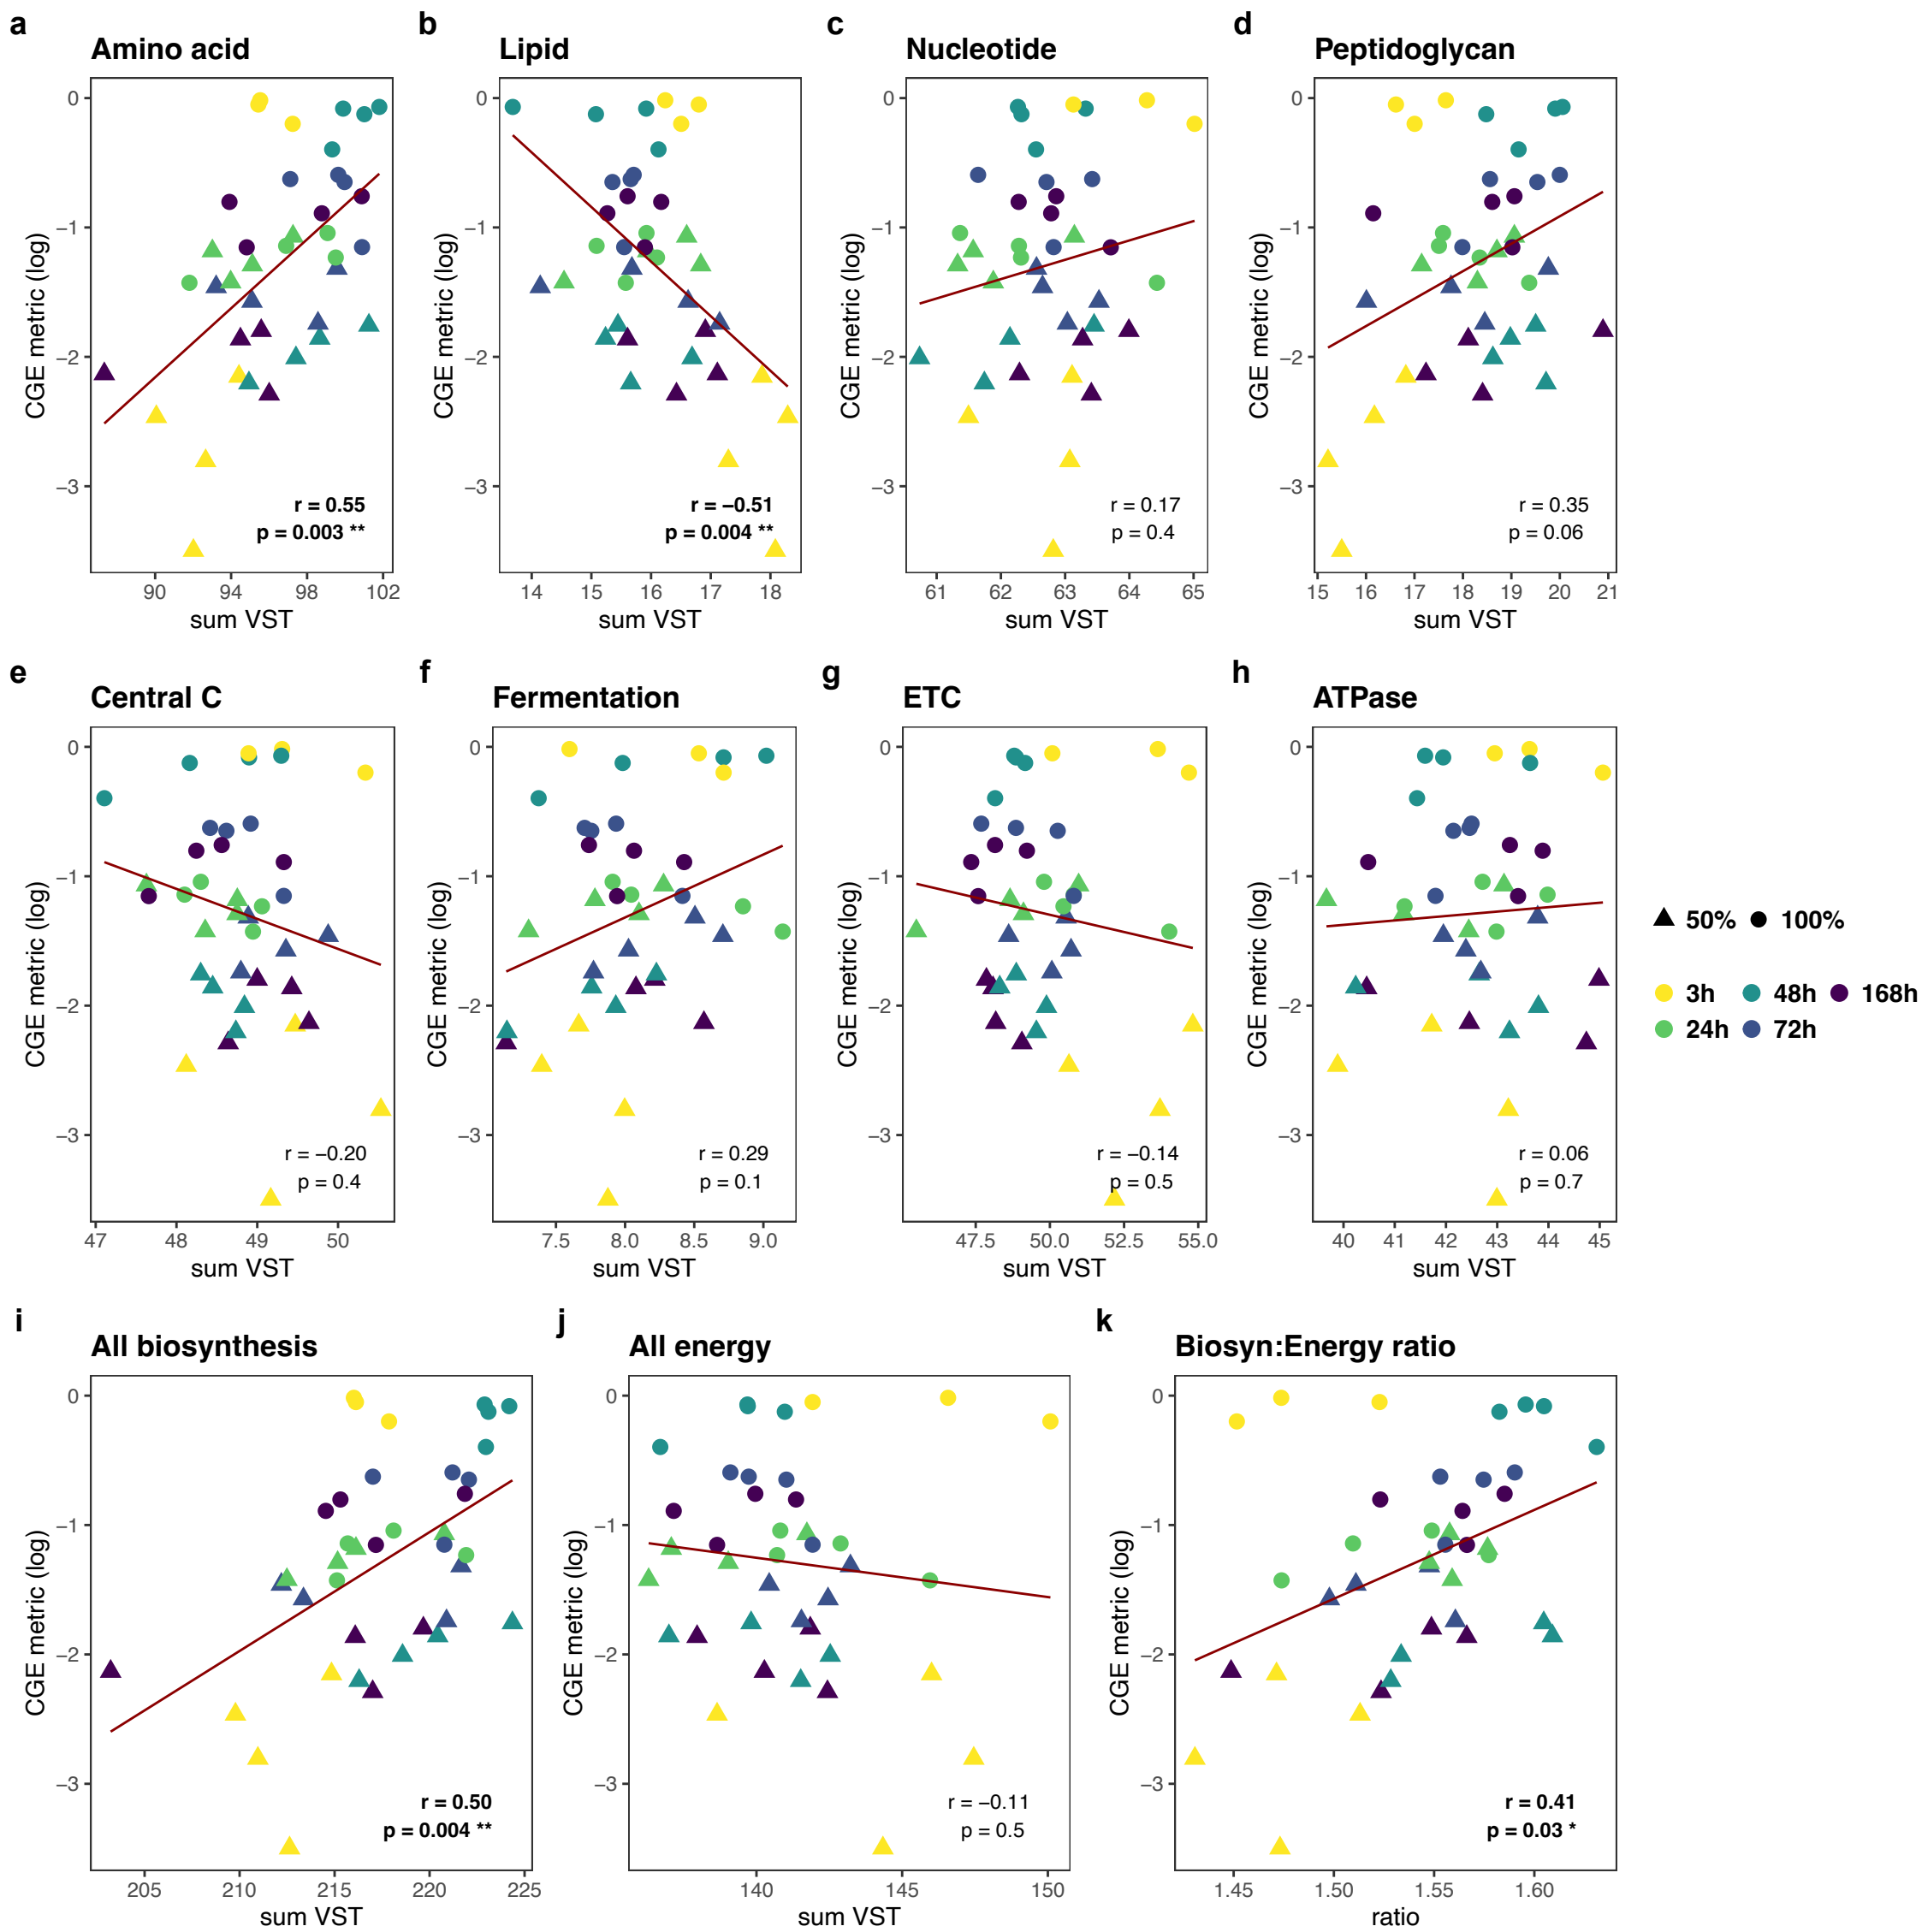 a
Amino acid
b
Lipid
c
Nucleotide
d
Peptidoglycan
CGE metric (log)
0
−1
−2
−3
r = 0.55
p = 0.003 **
90 94 98 102
sum VST
CGE metric (log)
0
−1
−2
−3
r = −0.51
p = 0.004 **
14 15 16 17 18
sum VST
CGE metric (log)
0
−1
−2
−3
r = 0.17
p = 0.4
61 62 63 64 65
sum VST
CGE metric (log)
0
−1
−2
−3
r = 0.35
p = 0.06
15 16 17 18 19 20 21
sum VST
e
Central C
f
Fermentation
g
ETC
h
ATPase
CGE metric (log)
0
−1
−2
−3
r = −0.20
p = 0.4
47 48 49 50
sum VST
CGE metric (log)
0
−1
−2
−3
r = 0.29
p = 0.1
7.5 8.0 8.5 9.0
sum VST
CGE metric (log)
0
−1
−2
−3
r = −0.14
p = 0.5
47.5 50.0 52.5 55.0
sum VST
CGE metric (log)
0
−1
−2
−3
r = 0.06
p = 0.7
40 41 42 43 44 45
sum VST
50% 100%
3h 48h 168h
24h 72h
i
All biosynthesis
j
All energy
k
Biosyn:Energy ratio
CGE metric (log)
0
−1
−2
−3
r = 0.50
p = 0.004 **
205 210 215 220 225
sum VST
CGE metric (log)
0
−1
−2
−3
r = −0.11
p = 0.5
140 145 150
sum VST
CGE metric (log)
0
−1
−2
−3
r = 0.41
p = 0.03 *
1.45 1.50 1.55 1.60
ratio